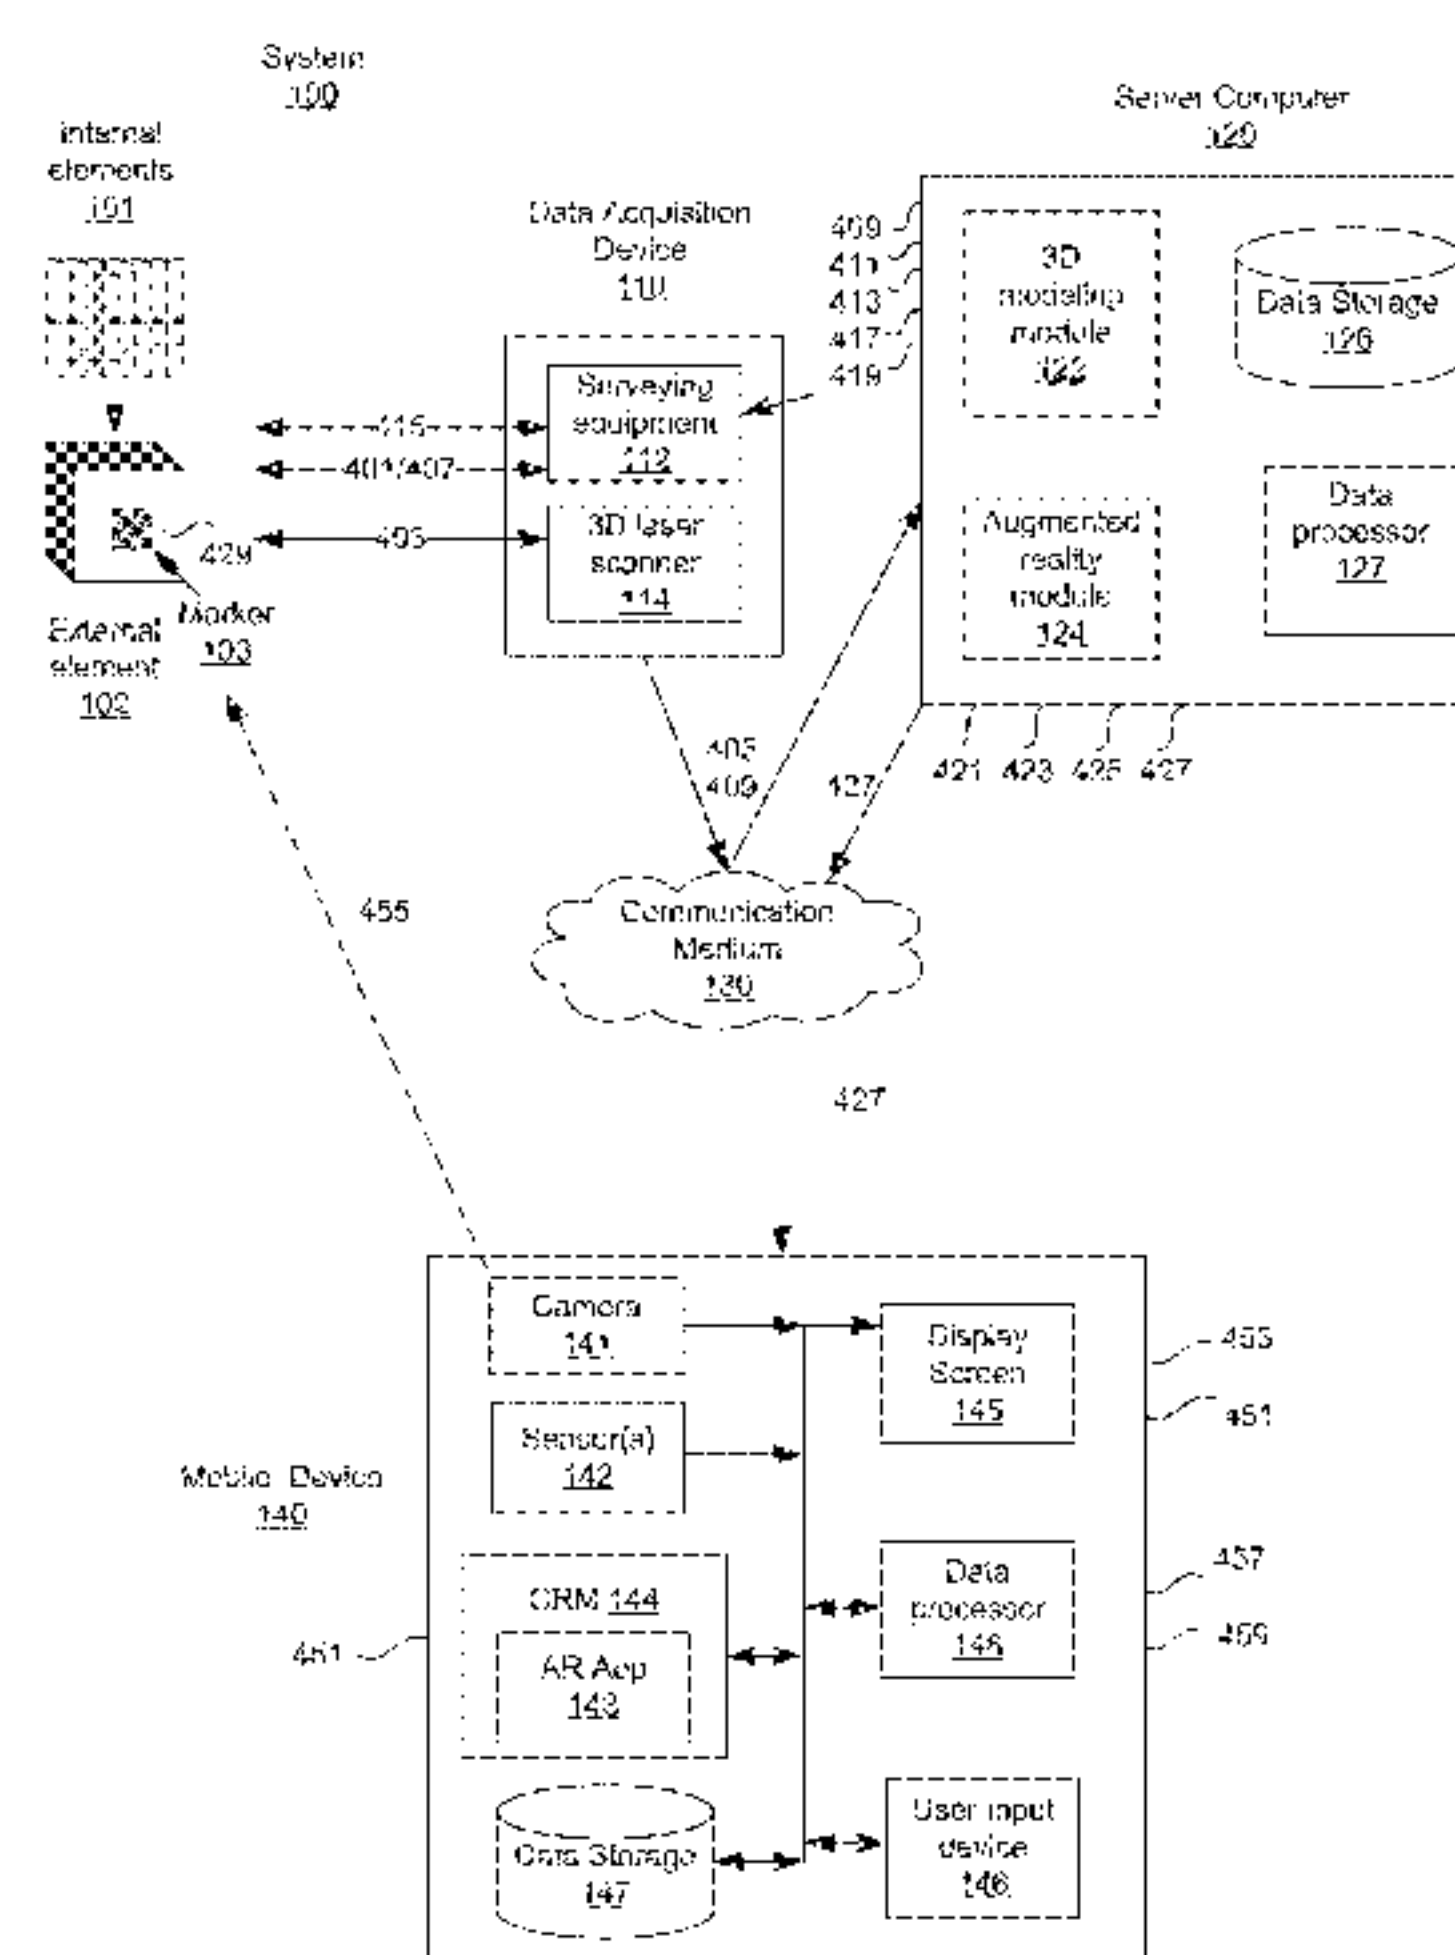 System
100
Internal
elements
101
Server Computer
120
Data Acquisition
Device
110
409
411
413
417
419
3D
modeling
module
122
Data Storage
126
Surveying
equipment
112
415
401/407
3D laser
scanner
114
405
429
Marker
103
External
element
102
Augmented
reality
module
124
Data
processor
127
421 423 425 427
409
427
Communication
Medium
130
455
427
Camera
141
Display
Screen
145
451
Sensor(s)
142
Mobile Device
140
CRM 144
AR App
143
Data
processor
457
459
Data Storage
147
User input
device
146